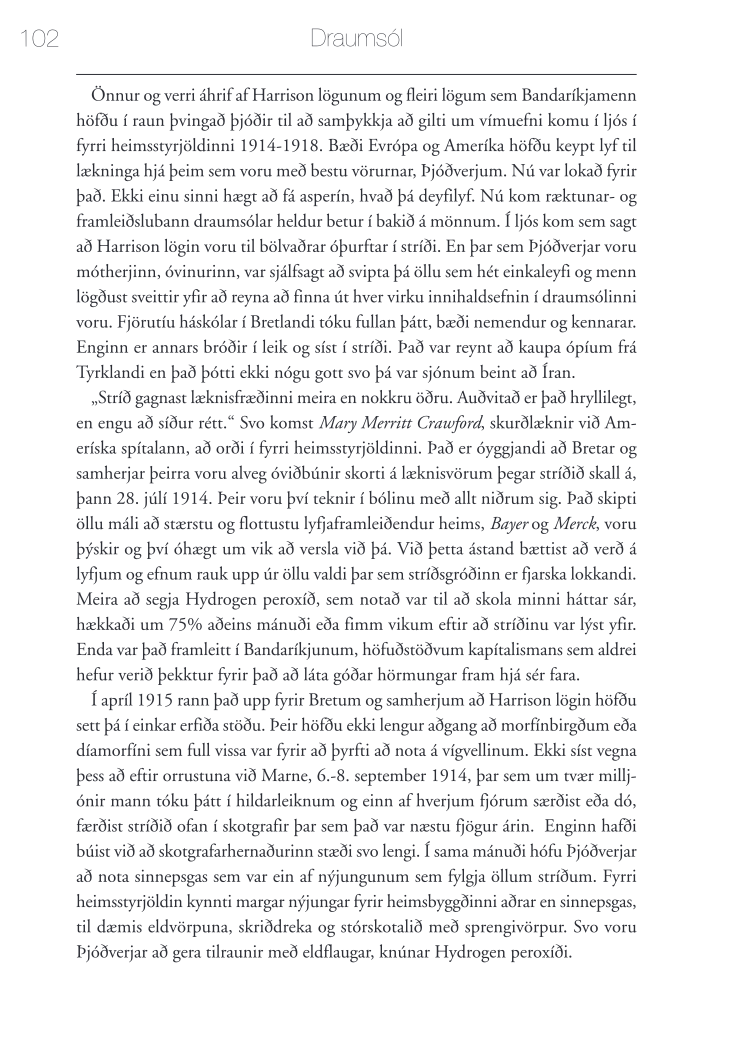 102
Draumsól
Önnur og verri áhrif af Harrison lögunum og fleiri lögum sem Bandaríkjamenn
höfðu í raun þvingað þjóðir til að samþykkja að gilti um vímuefni komu í ljós í
fyrri heimsstyrjöldinni 1914-1918. Bæði Evrópa og Ameríka höfðu keypt lyf til
lækninga hjá þeim sem voru með bestu vörurnar, Þjóðverjum. Nú var lokað fyrir
það. Ekki einu sinni hægt að fá asperín, hvað þá deyfilyf. Nú kom ræktunar- og
framleiðslubann draumsólar heldur betur í bakið á mönnum. Í ljós kom sem sagt
að Harrison lögin voru til bölvaðrar óþurftar í stríði. En þar sem Þjóðverjar voru
mótherjinn, óvinurinn, var sjálfsagt að svipta þá öllu sem hét einkaleyfi og menn
lögðust sveittir yfir að reyna að finna út hver virku innihaldsefnin í draumsólinni
voru. Fjörutíu háskólar í Bretlandi tóku fullan þátt, bæði nemendur og kennarar.
Enginn er annars bróðir í leik og síst í stríði. Það var reynt að kaupa ópíum frá
Tyrklandi en það þótti ekki nógu gott svo þá var sjónum beint að Íran.
„Stríð gagnast læknisfræðinni meira en nokkru öðru. Auðvitað er það hryllilegt,
en engu að síður rétt.“ Svo komst Mary Merritt Crawford, skurðlæknir við Am-
eríska spítalann, að orði í fyrri heimsstyrjöldinni. Það er óyggjandi að Bretar og
samherjar þeirra voru alveg óviðbúnir skorti á læknisvörum þegar stríðið skall á,
þann 28. júlí 1914. Þeir voru því teknir í bólinu með allt niðrum sig. Það skipti
öllu máli að stærstu og flottustu lyfjaframleiðendur heims, Bayer og Merck, voru
þýskir og því óhægt um vik að versla við þá. Við þetta ástand bættist að verð á
lyfjum og efnum rauk upp úr öllu valdi þar sem stríðsgróðinn er fjarska lokkandi.
Meira að segja Hydrogen peroxíð, sem notað var til að skola minni háttar sár,
hækkaði um 75% aðeins mánuði eða fimm vikum eftir að stríðinu var lýst yfir.
Enda var það framleitt í Bandaríkjunum, höfuðstöðvum kapítalismans sem aldrei
hefur verið þekktur fyrir það að láta góðar hörmungar fram hjá sér fara.
Í apríl 1915 rann það upp fyrir Bretum og samherjum að Harrison lögin höfðu
sett þá í einkar erfiða stöðu. Þeir höfðu ekki lengur aðgang að morfínbirgðum eða
díamorfíni sem full vissa var fyrir að þyrfti að nota á vígvellinum. Ekki síst vegna
þess að eftir orrustuna við Marne, 6.-8. september 1914, þar sem um tvær millj-
ónir mann tóku þátt í hildarleiknum og einn af hverjum fjórum særðist eða dó,
færðist stríðið ofan í skotgrafir þar sem það var næstu fjögur árin.  Enginn hafði
búist við að skotgrafarhernaðurinn stæði svo lengi. Í sama mánuði hófu Þjóðverjar
að nota sinnepsgas sem var ein af nýjungunum sem fylgja öllum stríðum. Fyrri
heimsstyrjöldin kynnti margar nýjungar fyrir heimsbyggðinni aðrar en sinnepsgas,
til dæmis eldvörpuna, skriðdreka og stórskotalið með sprengivörpur. Svo voru
Þjóðverjar að gera tilraunir með eldflaugar, knúnar Hydrogen peroxíði.